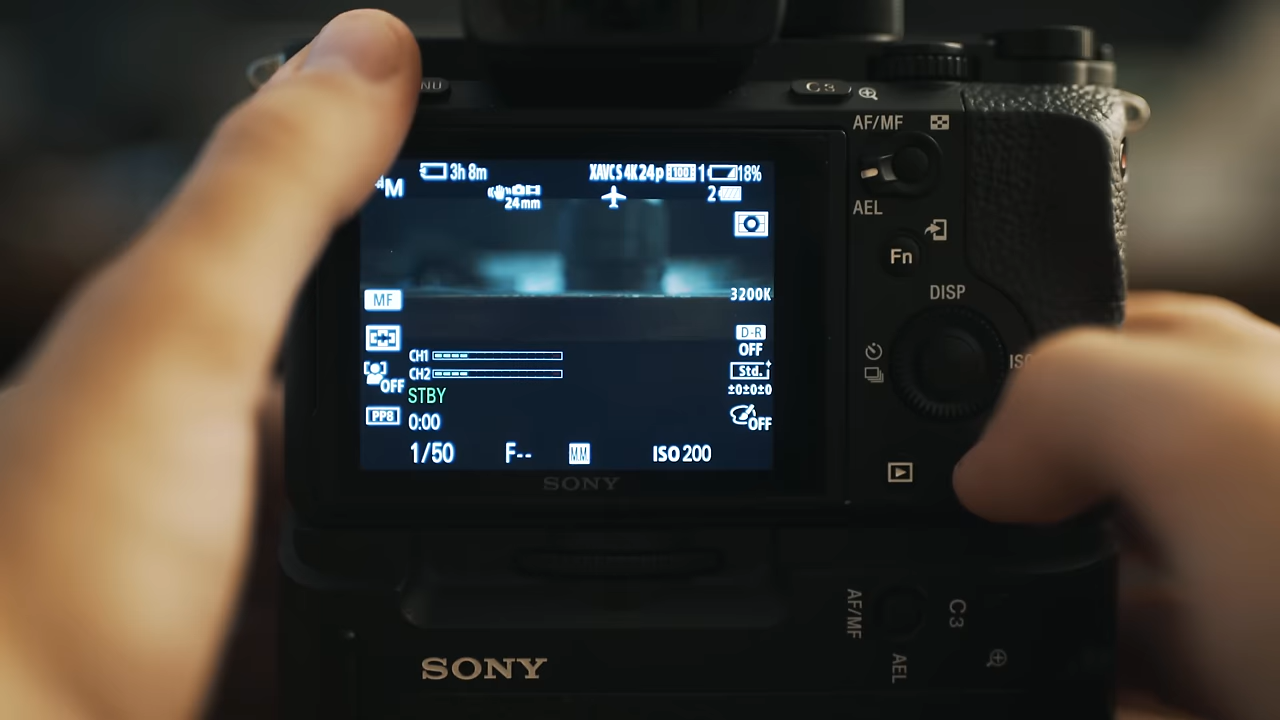 NU
C3
AF/MF
3h 8m
XAVC S 4K 24p 100 1 18%
M
24mm
2
AEL
Fn
MF
3200K
DISP
D-R
OFF
CH1
ISO
CH2
Std.
OFF
±0±0±0
STBY
OFF
PP8
0:00
1/50 F-- M.M ISO 200
SONY
AF/MF
C3
AEL
SONY